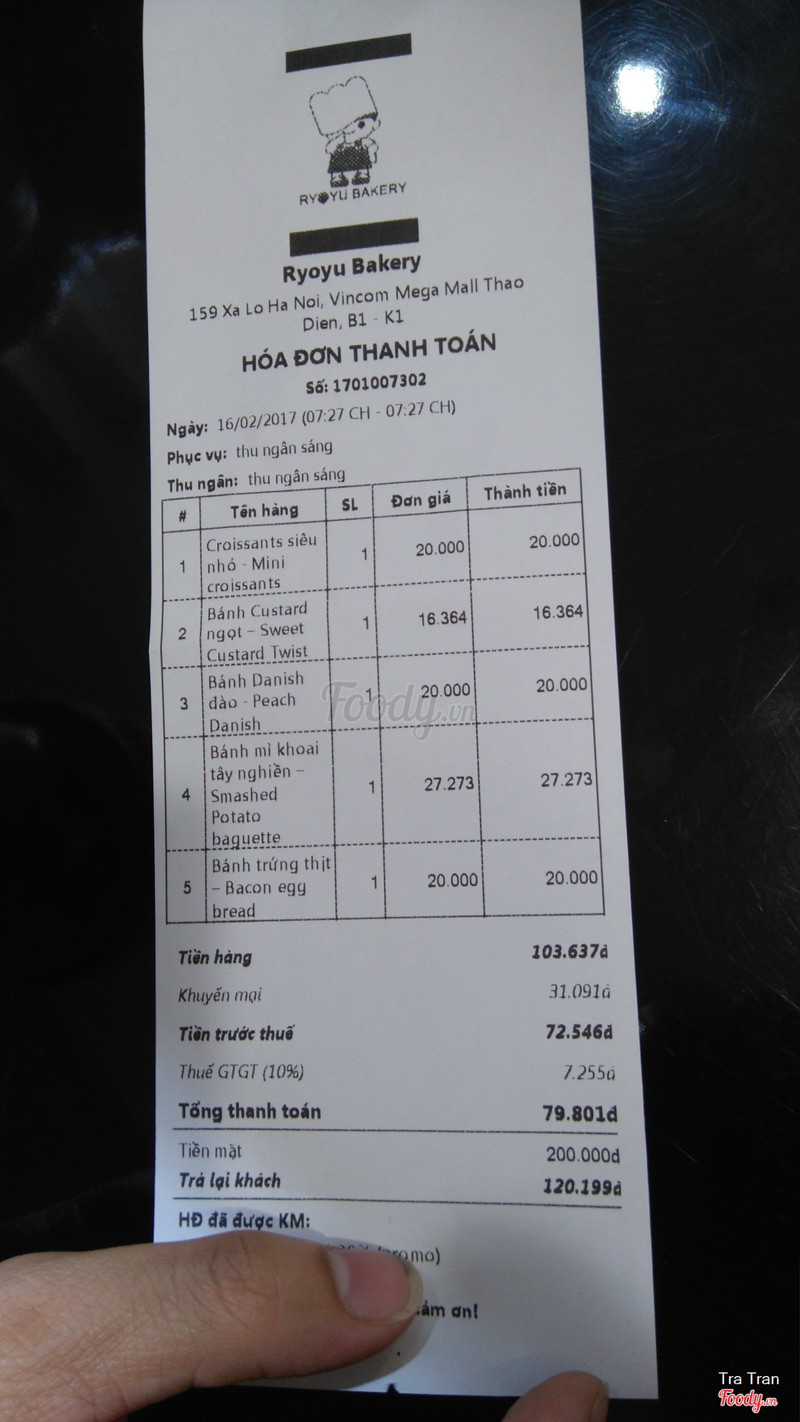 RYOYU BAKERY
Ryoyu Bakery
159 Xa Lo Ha Noi, Vincom Mega Mall Thao
Dien, B1 - K1
HÓA ĐƠN THANH TOÁN
Số: 1701007302
Ngày: 16/02/2017 (07:27 CH - 07:27 CH)
Phục vụ: thu ngân sáng
Thu ngân: thu ngân sáng
# Tên hàng SL Đơn giá Thành tiền
1 Croissants siêu nhỏ - Mini croissants 1 20.000 20.000
2 Bánh Custard ngọt – Sweet Custard Twist 1 16.364 16.364
3 Bánh Danish đào - Peach Danish 1 20.000 20.000
4 Bánh mì khoai tây nghiền – Smashed Potato baguette 1 27.273 27.273
5 Bánh trứng thịt – Bacon egg bread 1 20.000 20.000
Foody.vn
Tiền hàng 103.637đ
Khuyến mại 31.091đ
Tiền trước thuế 72.546đ
Thuế GTGT (10%) 7.255đ
Tổng thanh toán 79.801đ
Tiền mặt 200.000đ
Trả lại khách 120.199đ
HĐ đã được KM:
(promo)
ơn!
Tra Tran
Foody.vn